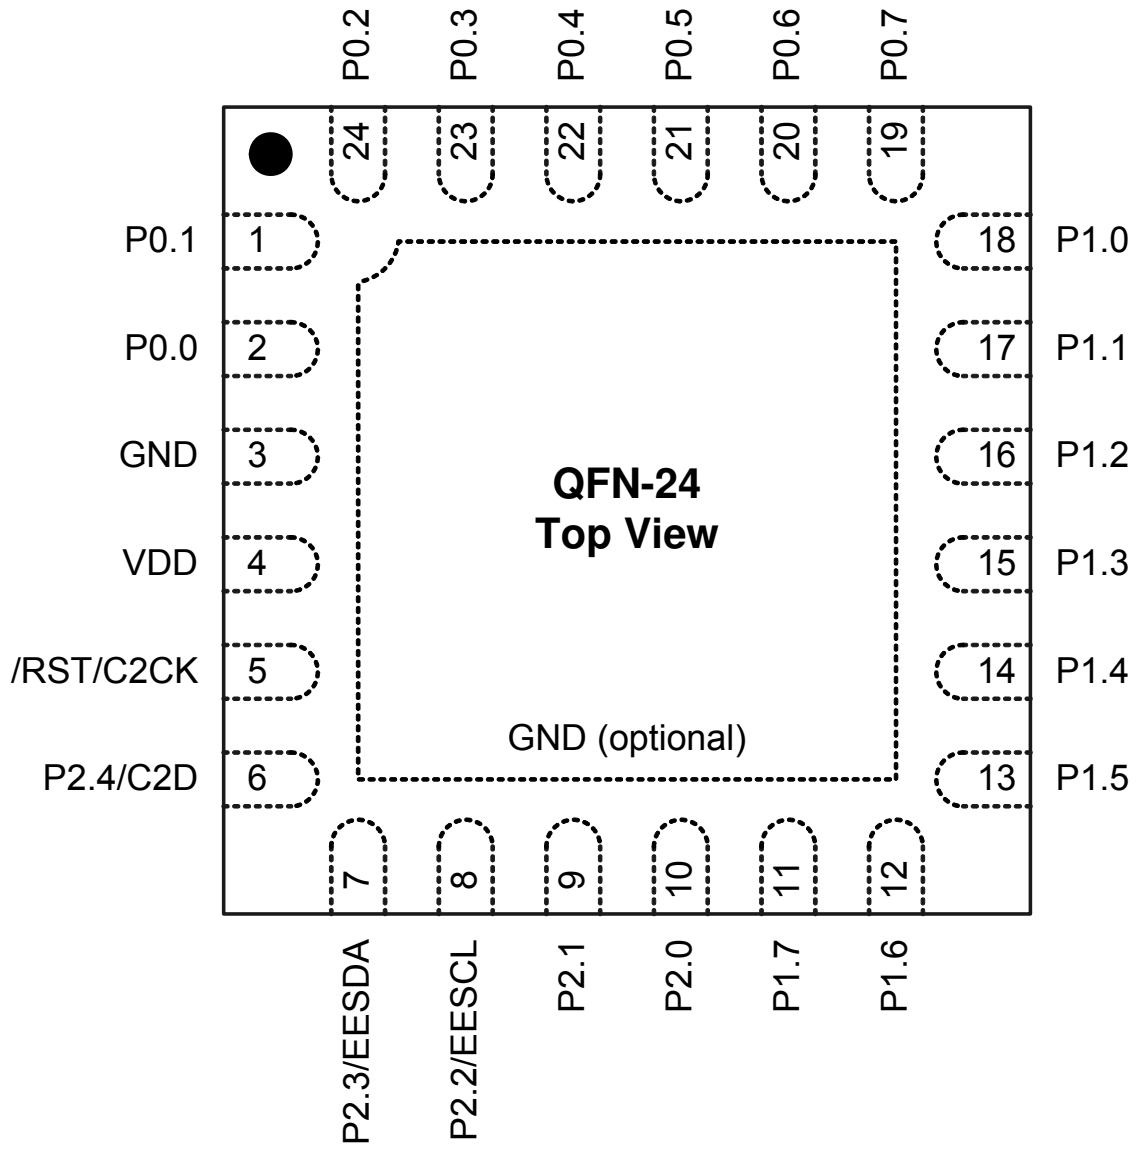 P0.2
P0.3
P0.4
P0.5
P0.6
P0.7
24
23
22
21
20
19
P0.1 1
18 P1.0
P0.0 2
17 P1.1
GND 3
16 P1.2
QFN-24
Top View
VDD 4
15 P1.3
/RST/C2CK 5
14 P1.4
GND (optional)
P2.4/C2D 6
13 P1.5
7
8
9
10
11
12
P2.3/EESDA
P2.2/EESCL
P2.1
P2.0
P1.7
P1.6